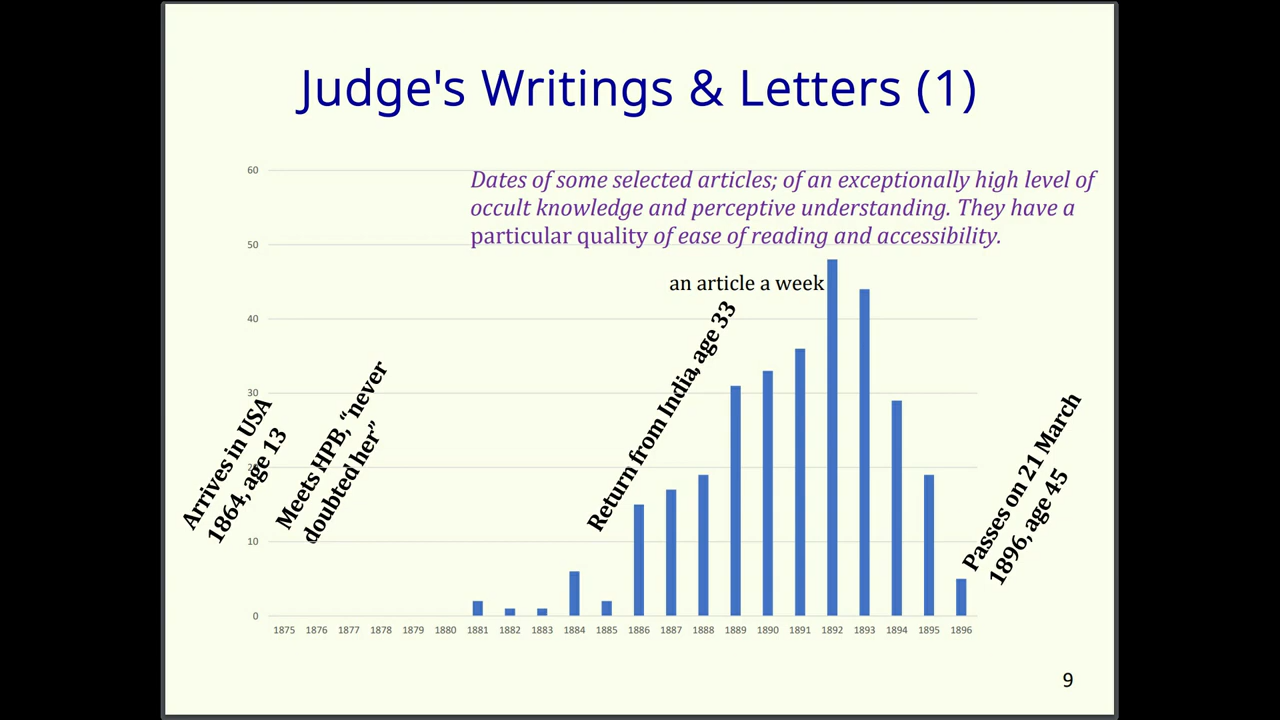 Judge's Writings & Letters (1)
Dates of some selected articles; of an exceptionally high level of
occult knowledge and perceptive understanding. They have a
particular quality of ease of reading and accessibility.
an article a week
60
50
40
30
20
10
0
Arrives in USA
1864, age 13
Meets HPB, “never
doubted her”
Return from India, age 33
Passes on 21 March
1896, age 45
1875 1876 1877 1878 1879 1880 1881 1882 1883 1884 1885 1886 1887 1888 1889 1890 1891 1892 1893 1894 1895 1896
9